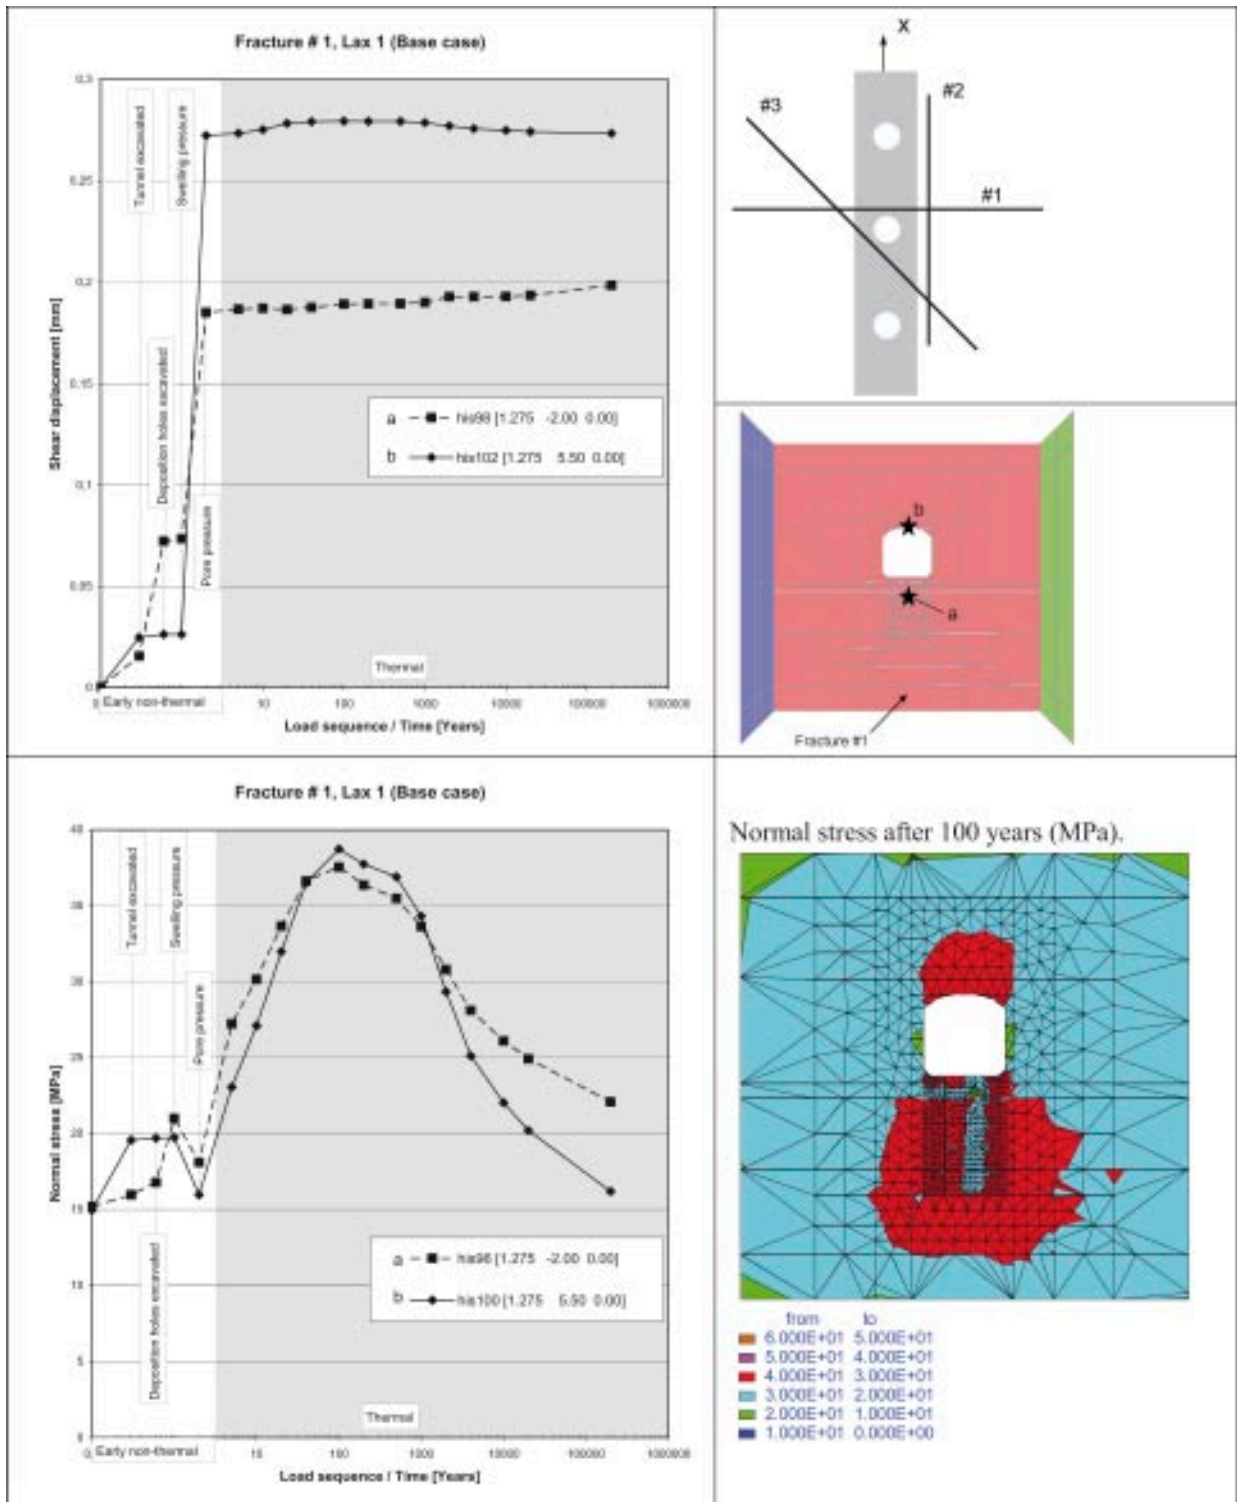 Fracture # 1, Lax 1 (Base case)
0,3
0,25
0,2
0,15
0,1
0,05
0
Shear displacement [mm]
Tunnel excavated
Swelling pressure
Deposition holes excavated
Pore pressure
a his98 [1.275 -2.00 0.00]
b his102 [1.275 5.50 0.00]
Thermal
Early non-thermal
10 100 1000 10000 100000 1000000
Load sequence / Time [Years]
X
#3
#2
#1
b
a
Fracture #1
Fracture # 1, Lax 1 (Base case)
40
35
30
25
20
15
10
5
0
Normal stress [MPa]
Tunnel excavated
Swelling pressure
Pore pressure
Deposition holes excavated
a his96 [1.275 -2.00 0.00]
b his100 [1.275 5.50 0.00]
Thermal
0 Early non-thermal
10 100 1000 10000 100000 1000000
Load sequence / Time [Years]
Normal stress after 100 years (MPa).
from to
6.000E+01 5.000E+01
5.000E+01 4.000E+01
4.000E+01 3.000E+01
3.000E+01 2.000E+01
2.000E+01 1.000E+01
1.000E+01 0.000E+00